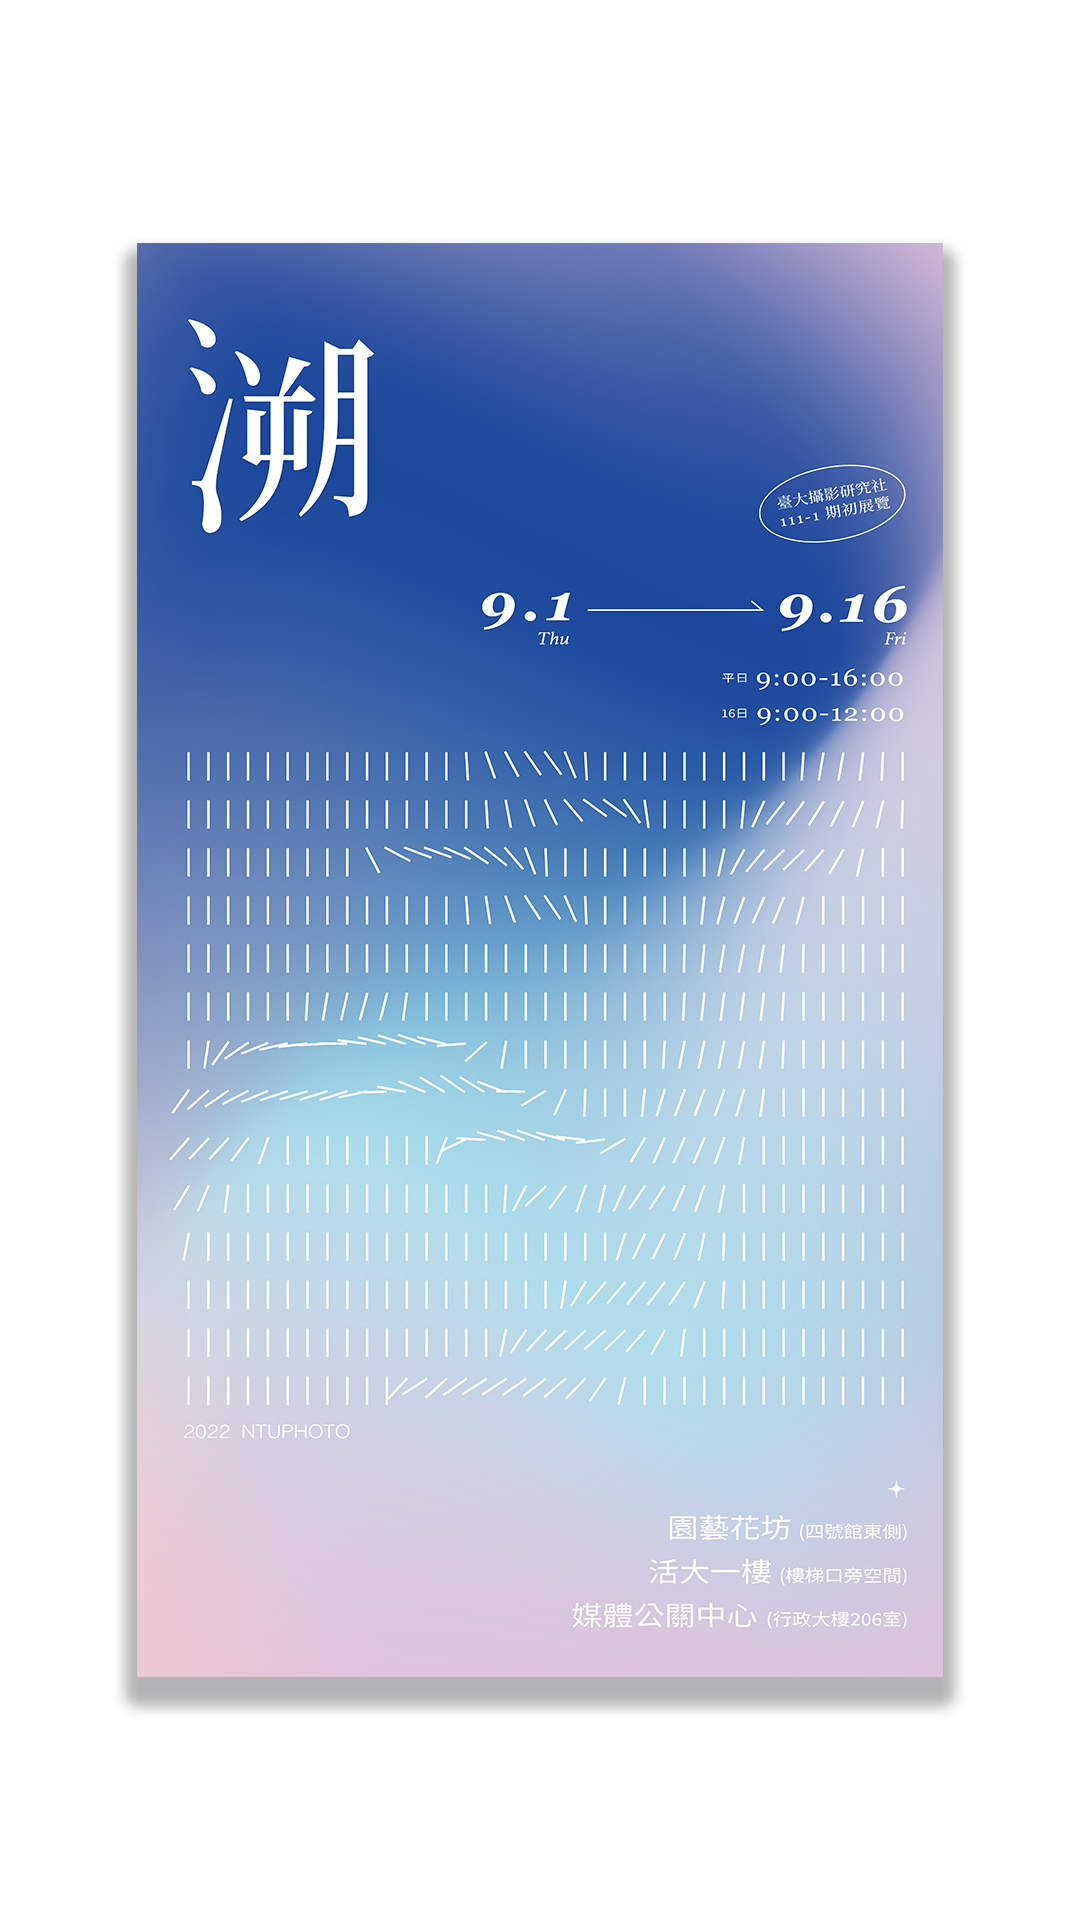 溯
臺大攝影研究社
111-1 期初展覽
9.1 9.16
Thu Fri
平日 9:00-16:00
16日 9:00-12:00
2022 NTUPHOTO
園藝花坊 (四號館東側)
活大一樓 (樓梯口旁空間)
媒體公關中心 (行政大樓206室)